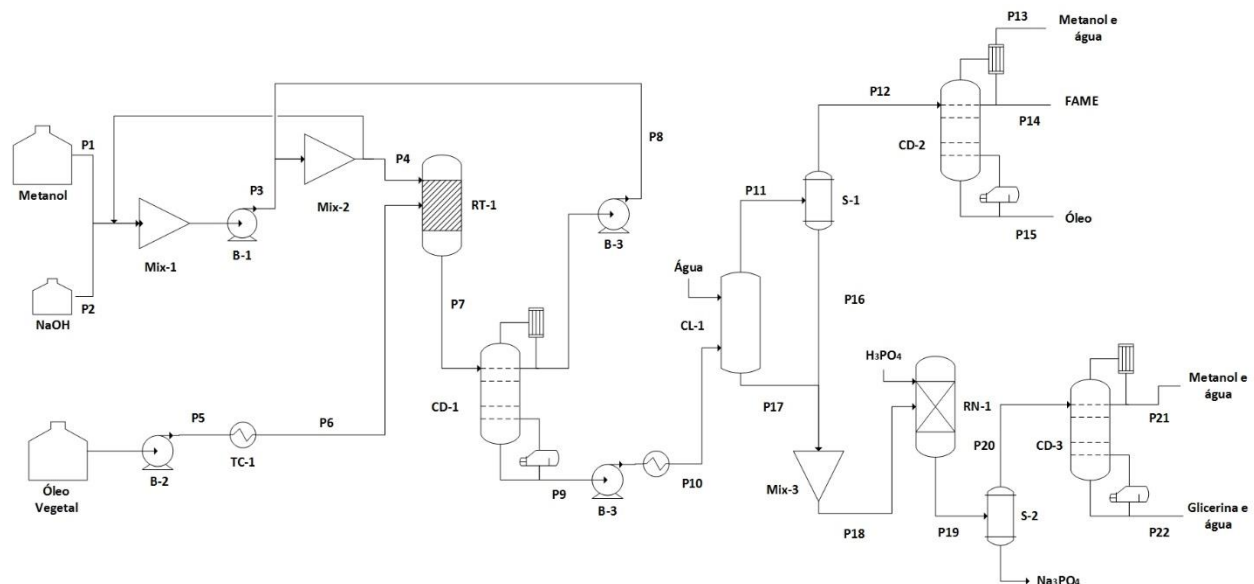 P13
Metanol e
água
P12
FAME
P14
CD-2
P8
P1
P4
Metanol
P3
Mix-2
RT-1
P11
S-1
Óleo
P15
B-3
Mix-1
B-1
Água
P2
NaOH
P7
CL-1
P16
H₃PO₄
Metanol e
água
CD-1
P17
RN-1
P21
P5
P6
P20
CD-3
TC-1
B-2
P9
P10
Mix-3
Óleo
Vegetal
B-3
P18
P19
S-2
P22
Glicerina e
água
Na₃PO₄